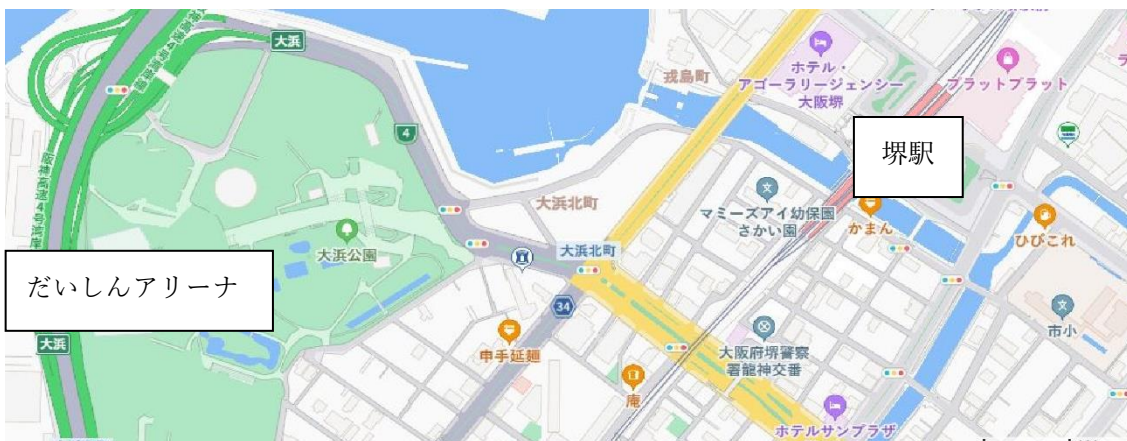 大浜
阪神高速4号湾岸
4
戎島町
ホテル・
アゴーラリージェンシー
大阪堺
プラットプラット
堺駅
マミーズアイ幼保園
さかい園
かまん
ひびこれ
大浜北町
大浜北町
大浜公園
だいしんアリーナ
34
大浜
申手延麺
庵
大阪府堺警察
署龍神交番
文
文
市小
ホテルサンプラザ